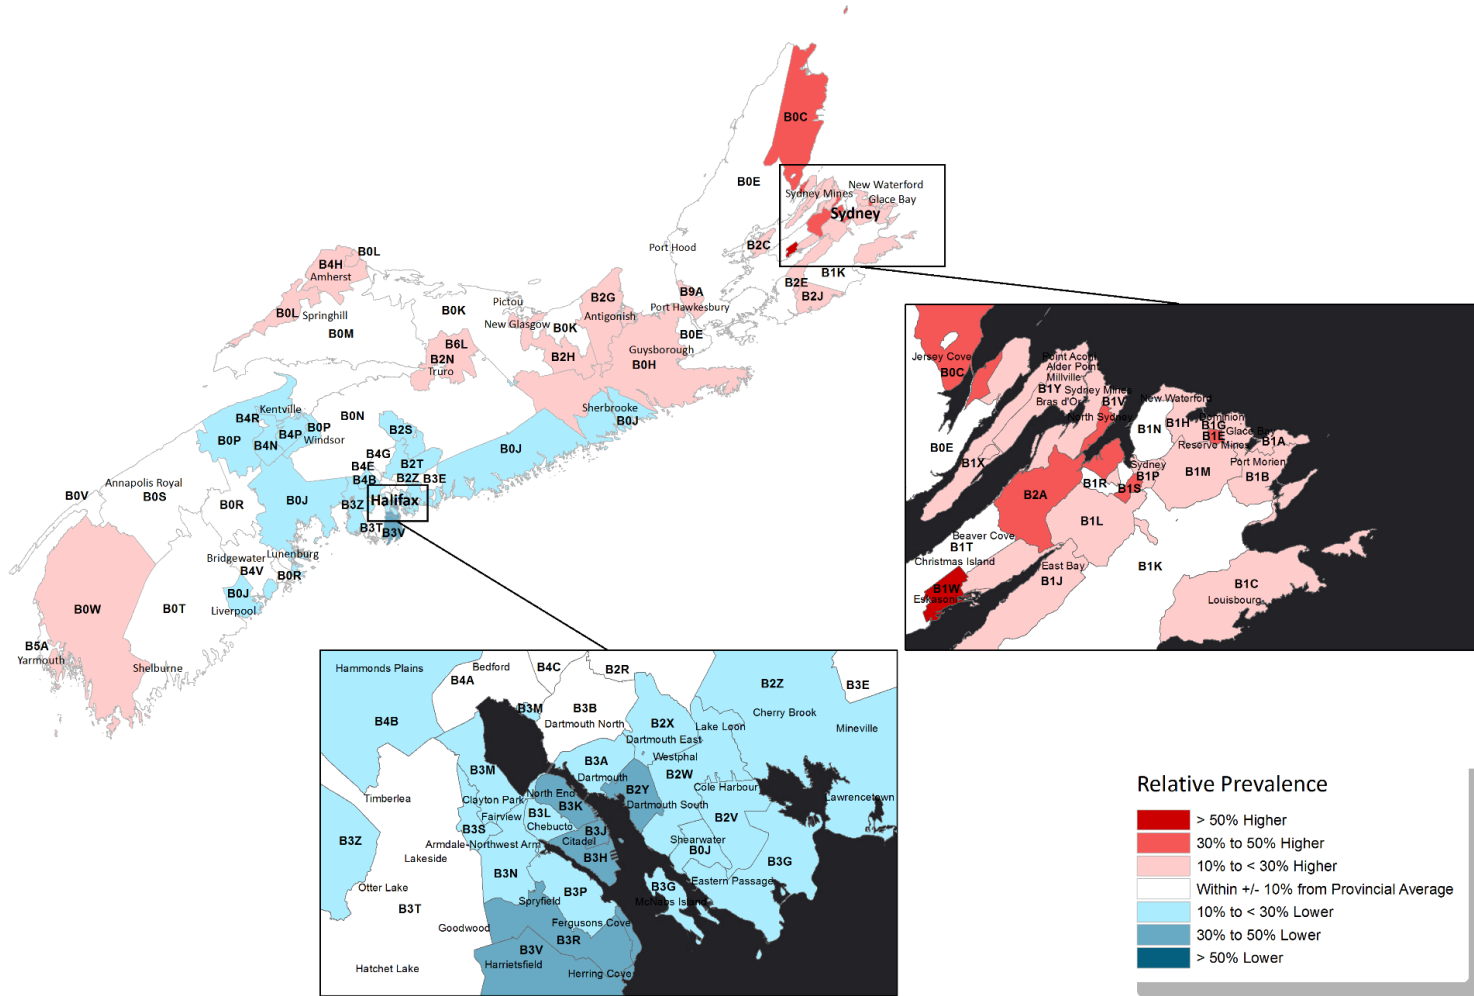 B0C
B0E
New Waterford
Sydney Mines
Glace Bay
Sydney
B2C
Port Hood
B1K
B2E
B2J
B0L
B4H
Amherst
B9A
Port Hawkesbury
B2G
Pictou
B0L
Springhill
B0K
Antigonish
New Glasgow
B0K
B0M
B0E
B6L
Guysborough
B2N
B2H
B0H
Truro
Kentville
Sherbrooke
B4R
B0N
B0P
B0J
B4P
B0P
B2S
Windsor
B4N
B0J
B4G
B4E
B2T
B4B
B2Z
B3E
Annapolis Royal
B0V
B0S
B0R
B0J
B3Z
Halifax
B3T
B3V
Bridgewater
Lunenburg
B4V
B0R
B0J
Liverpool
B0W
B0T
B5A
Yarmouth
Shelburne
Jersey Cove
B0C
Point Aconi
Alder Point
Millville
B1Y
Sydney Mines
Bras d'Or
B1V
New Waterford
North Sydney
Dominion
B1N
B1H
B1G
Glace Bay
B1E
B1A
Reserve Mines
B0E
B1X
Sydney
Port Morien
B1P
B1M
B1B
B1R
B1S
B2A
B1L
Beaver Cove
B1T
Christmas Island
East Bay
B1K
B1W
B1J
B1C
Eskasoni
Louisbourg
Hammonds Plains
Bedford
B4C
B2R
B4A
B2Z
B3E
B3M
B3B
Cherry Brook
B4B
Dartmouth North
B2X
Lake Loon
Mineville
Dartmouth East
Westphal
B3M
B3A
Dartmouth
B2W
Cole Harbour
Timberlea
North End
B2Y
Clayton Park
B3K
Dartmouth South
Lawrencetown
Fairview
B3L
B2V
Chebucto
B3S
B3J
B3Z
Armdale-Northwest Arm
Citadel
Shearwater
B0J
Lakeside
B3H
B3G
B3N
Eastern Passage
Otter Lake
B3P
B3G
Spryfield
McNabs Island
B3T
Fergusons Cove
Goodwood
B3R
B3V
Hatchet Lake
Harrietsfield
Herring Cove
Relative Prevalence
> 50% Higher
30% to 50% Higher
10% to < 30% Higher
Within +/- 10% from Provincial Average
10% to < 30% Lower
30% to 50% Lower
> 50% Lower